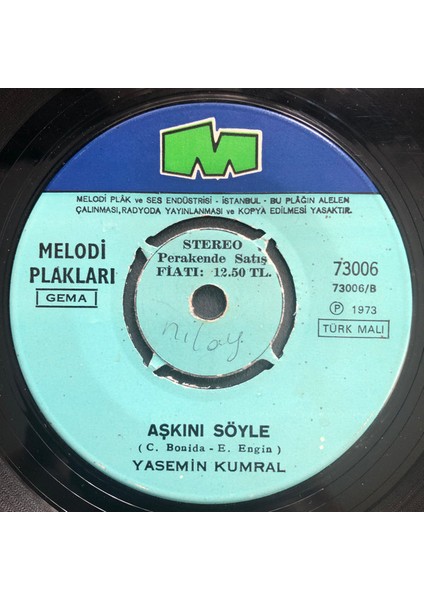 M
MELODİ PLÂK ve SES ENDÜSTRİSİ - İSTANBUL - BU PLÂĞIN ALELEN
ÇALINMASI, RADYODA YAYINLANMASI ve KOPYA EDİLMESİ YASAKTIR.
MELODİ
PLAKLARI
GEMA
STEREO
Perakende Satış
FİATI: 12.50 TL.
73006
73006/B
Ⓟ 1973
TÜRK MALI
nilay
AŞKINI SÖYLE
( C. Bonida - E. Engin )
YASEMİN KUMRAL